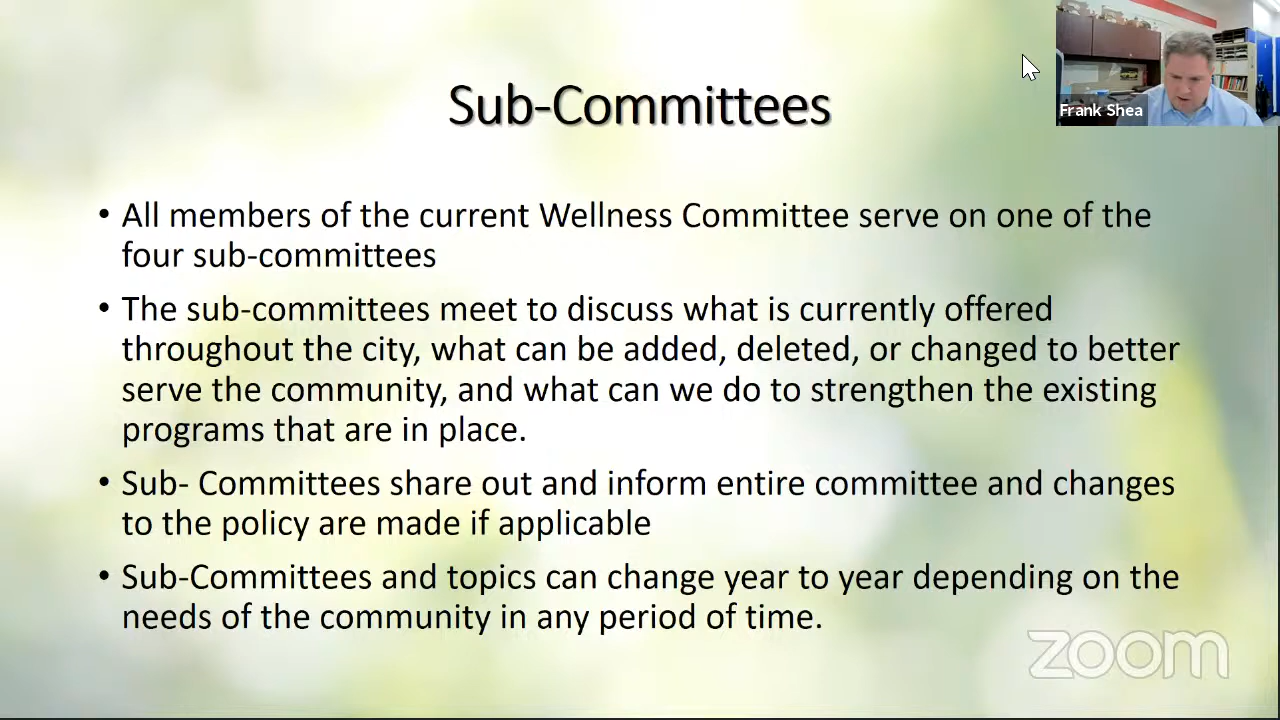 Frank Shea
Sub-Committees
• All members of the current Wellness Committee serve on one of the
four sub-committees
• The sub-committees meet to discuss what is currently offered
throughout the city, what can be added, deleted, or changed to better
serve the community, and what can we do to strengthen the existing
programs that are in place.
• Sub- Committees share out and inform entire committee and changes
to the policy are made if applicable
• Sub-Committees and topics can change year to year depending on the
needs of the community in any period of time.
zoom